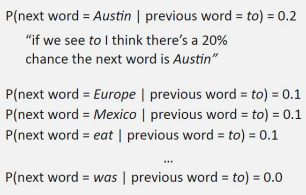 P(next word = Austin | previous word = to) = 0.2
“if we see to I think there’s a 20%
chance the next word is Austin”
P(next word = Europe | previous word = to) = 0.1
P(next word = Mexico | previous word = to) = 0.1
P(next word = eat | previous word = to) = 0.1
...
P(next word = was | previous word = to) = 0.0